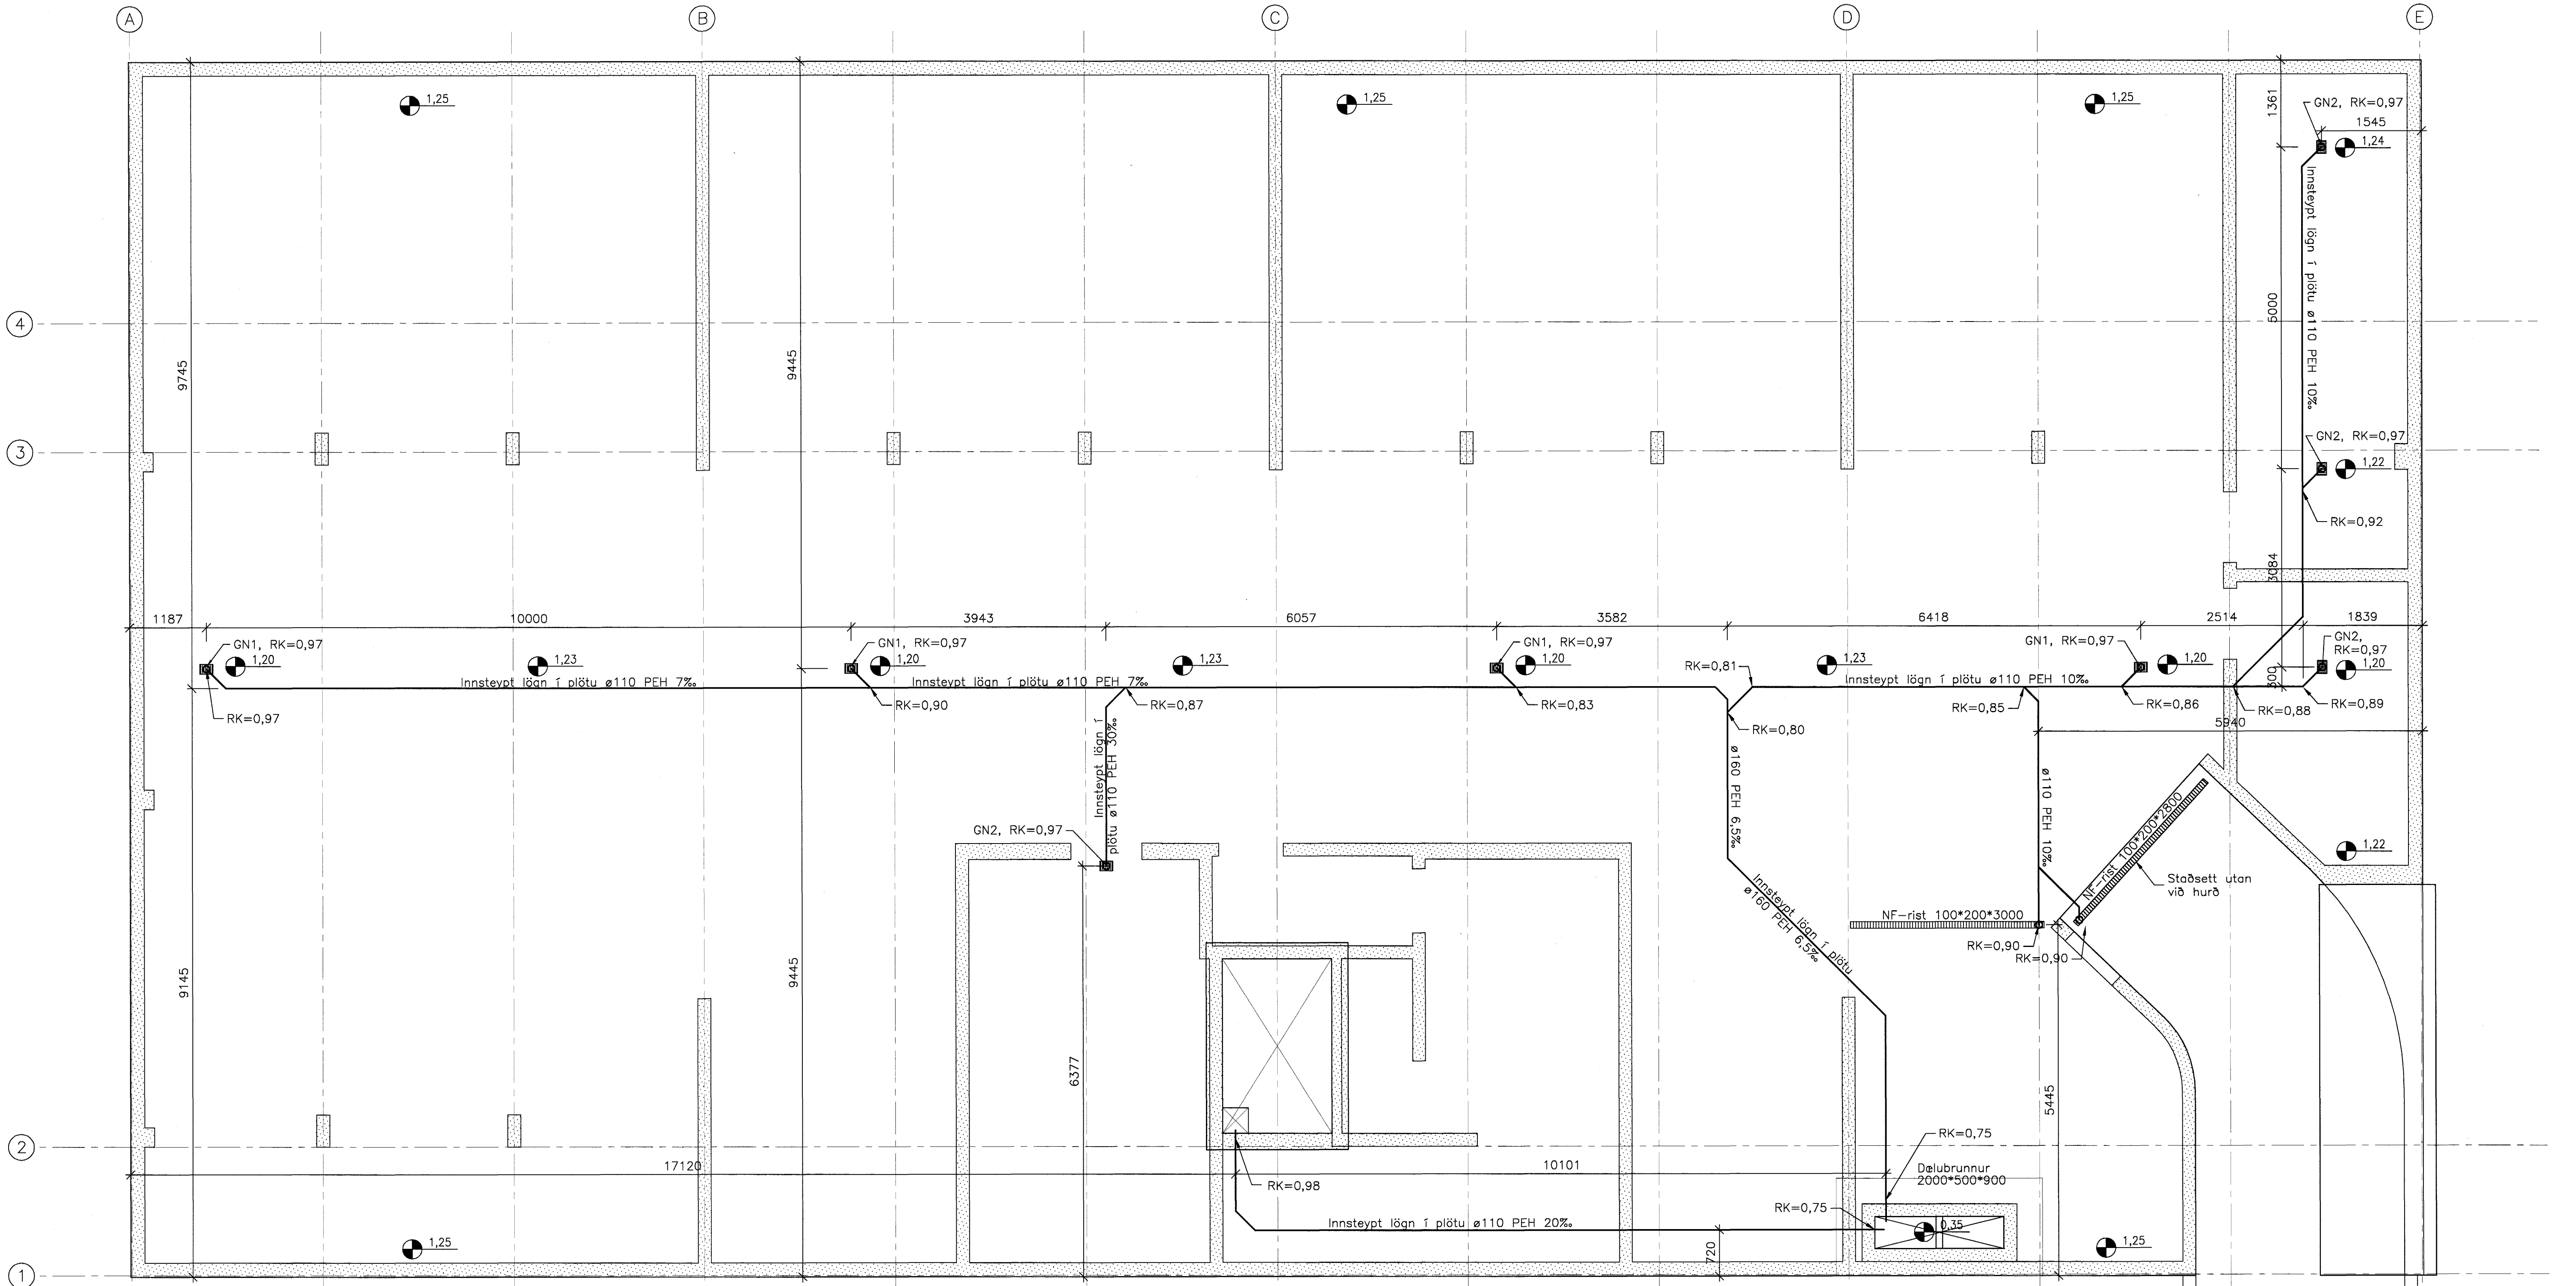 A B C D E
1,25 1,25 1,25
1361
GN2, RK=0,97
1545
1,24
Innsteypt lögn í plötu ø110 PEH 10‰
4
5000
9745
9445
3
GN2, RK=0,97
1,22
RK=0,92
3084
1187 10000 3943 6057 3582 6418 2514 1839
GN1, RK=0,97
1,20
1,23
GN1, RK=0,97
1,20
1,23
GN1, RK=0,97
1,20
1,23
GN1, RK=0,97
1,20
GN2,
RK=0,97
1,20
300
RK=0,81
Innsteypt lögn í plötu ø110 PEH 7‰
Innsteypt lögn í plötu ø110 PEH 7‰
Innsteypt lögn í plötu ø110 PEH 10‰
RK=0,97
RK=0,90
RK=0,87
RK=0,83
RK=0,80
RK=0,85
RK=0,86
RK=0,88
RK=0,89
5940
Innsteypt lögn í
plötu ø110 PEH 30‰
ø160 PEH 6,5‰
ø110 PEH 10‰
NF-rist 100*200*2800
GN2, RK=0,97
1,22
Staðsett utan
við hurð
Innsteypt lögn í plötu
ø160 PEH 6,5‰
NF-rist 100*200*3000
RK=0,90
RK=0,90
9145
9445
6377
5445
2
RK=0,75
17120
10101
Dælubrunnur
2000*500*900
RK=0,98
RK=0,75
Innsteypt lögn í plötu ø110 PEH 20‰
0,35
720
1,25
1,25
1